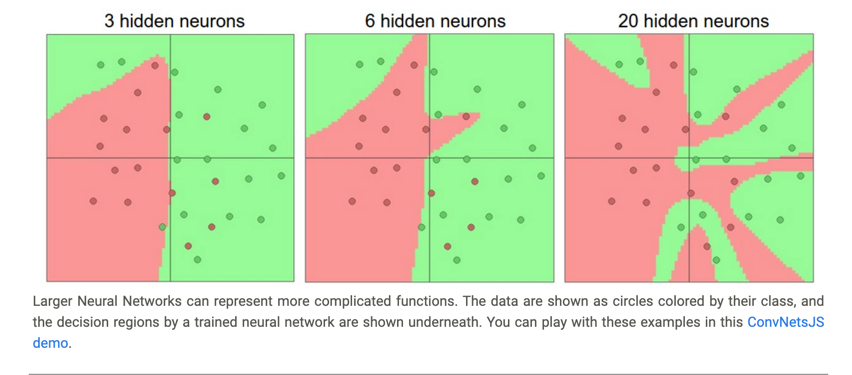 3 hidden neurons
6 hidden neurons
20 hidden neurons
Larger Neural Networks can represent more complicated functions. The data are shown as circles colored by their class, and
the decision regions by a trained neural network are shown underneath. You can play with these examples in this ConvNetsJS
demo.